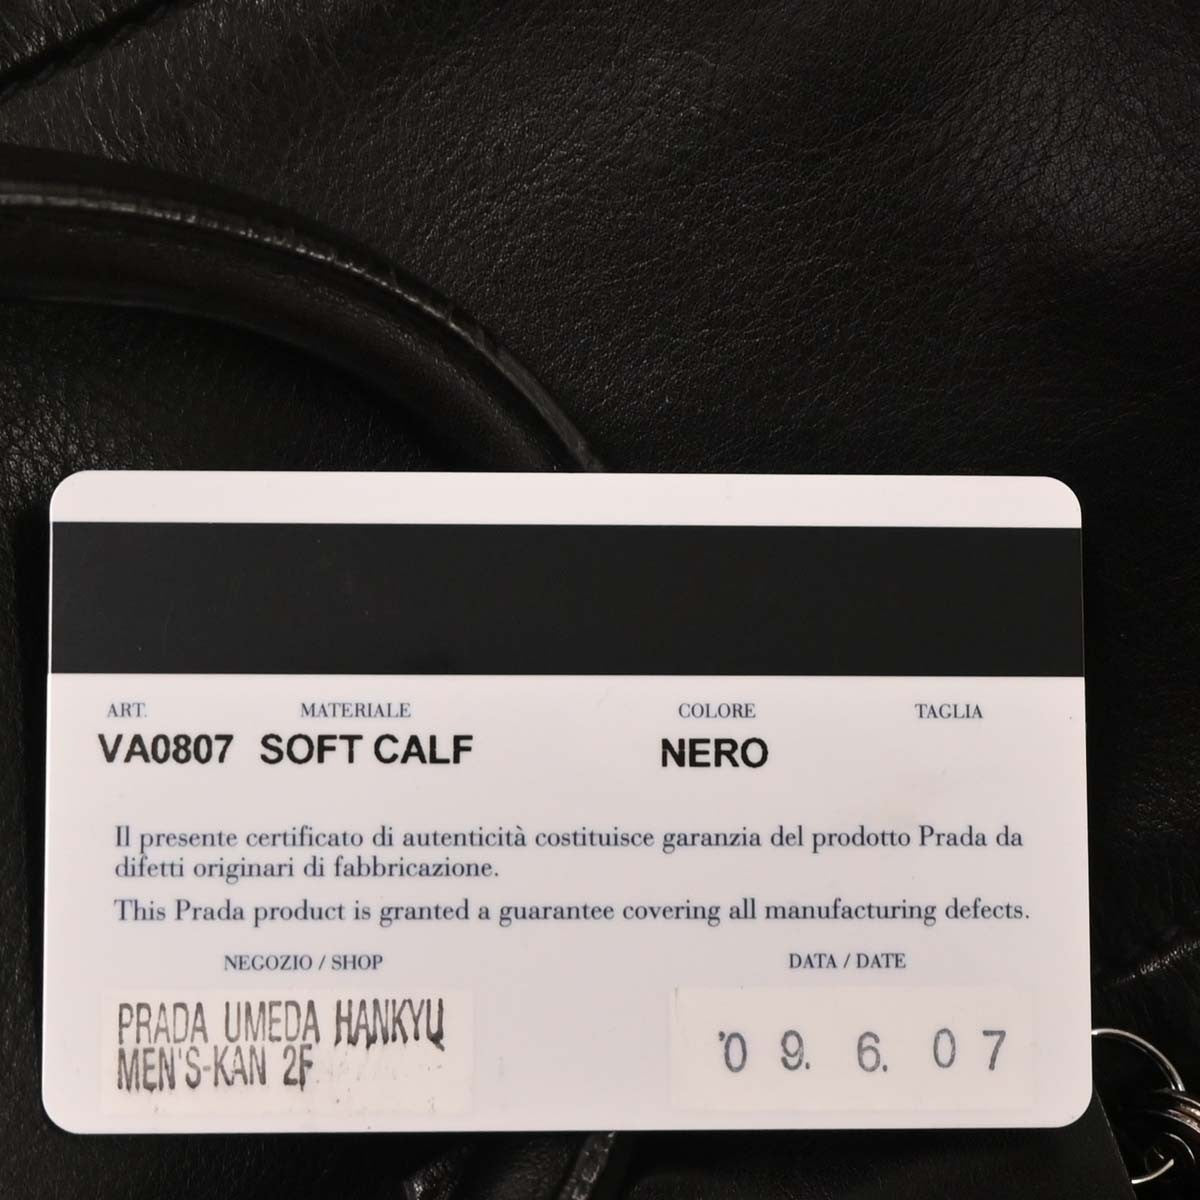 ART. MATERIALE COLORE TAGLIA
VA0807 SOFT CALF NERO
Il presente certificato di autenticità costituisce garanzia del prodotto Prada da
difetti originari di fabbricazione.
This Prada product is granted a guarantee covering all manufacturing defects.
NEGOZIO / SHOP DATA / DATE
PRADA UMEDA HANKYU
MEN'S-KAN 2F
'09. 6. 07